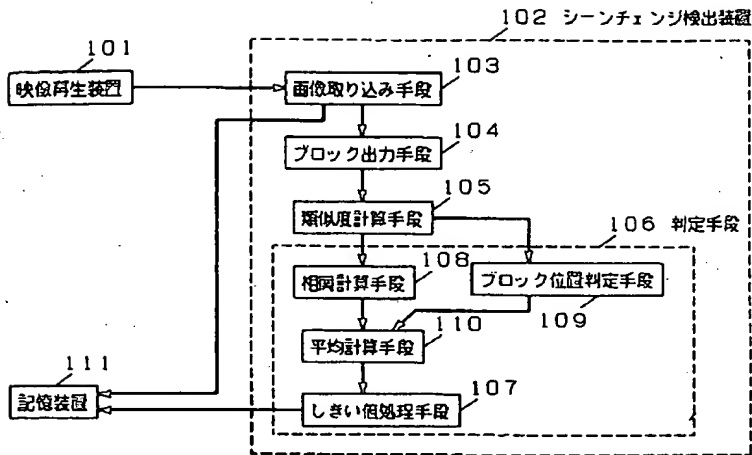 102 シーンチェンジ検出装置
101
映像再生装置
103
画像取り込み手段
104
ブロック出力手段
105
類似度計算手段
106 判定手段
108
相関計算手段
ブロック位置判定手段
109
110
平均計算手段
111
記憶装置
107
しきい値処理手段